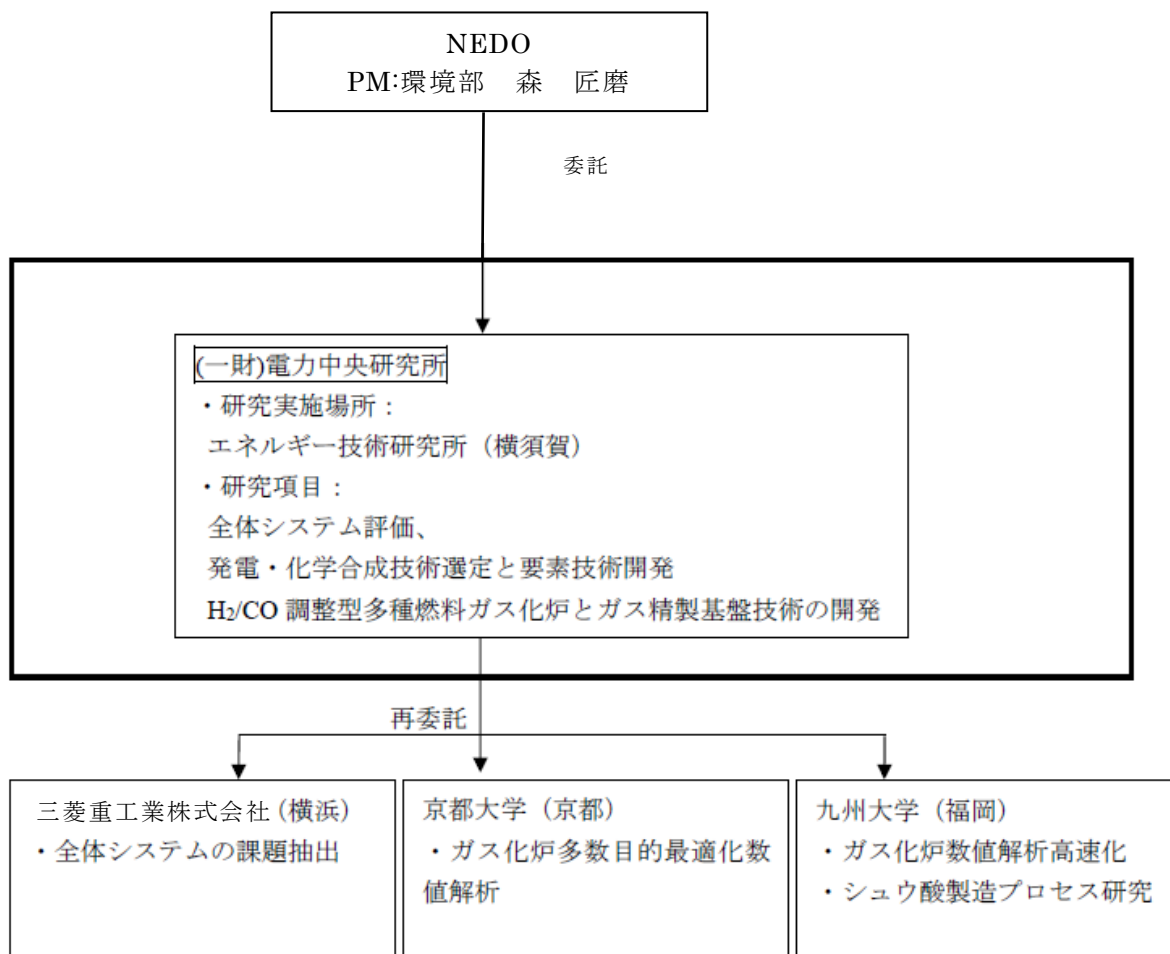 NEDO
PM:環境部 森 匠磨
委託
(一財)電力中央研究所
・研究実施場所：
エネルギー技術研究所（横須賀）
・研究項目：
全体システム評価、
発電・化学合成技術選定と要素技術開発
H₂/CO 調整型多種燃料ガス化炉とガス精製基盤技術の開発
再委託
三菱重工業株式会社(横浜)
・全体システムの課題抽出
京都大学（京都）
・ガス化炉多数目的最適化数
値解析
九州大学（福岡）
・ガス化炉数値解析高速化
・シュウ酸製造プロセス研究